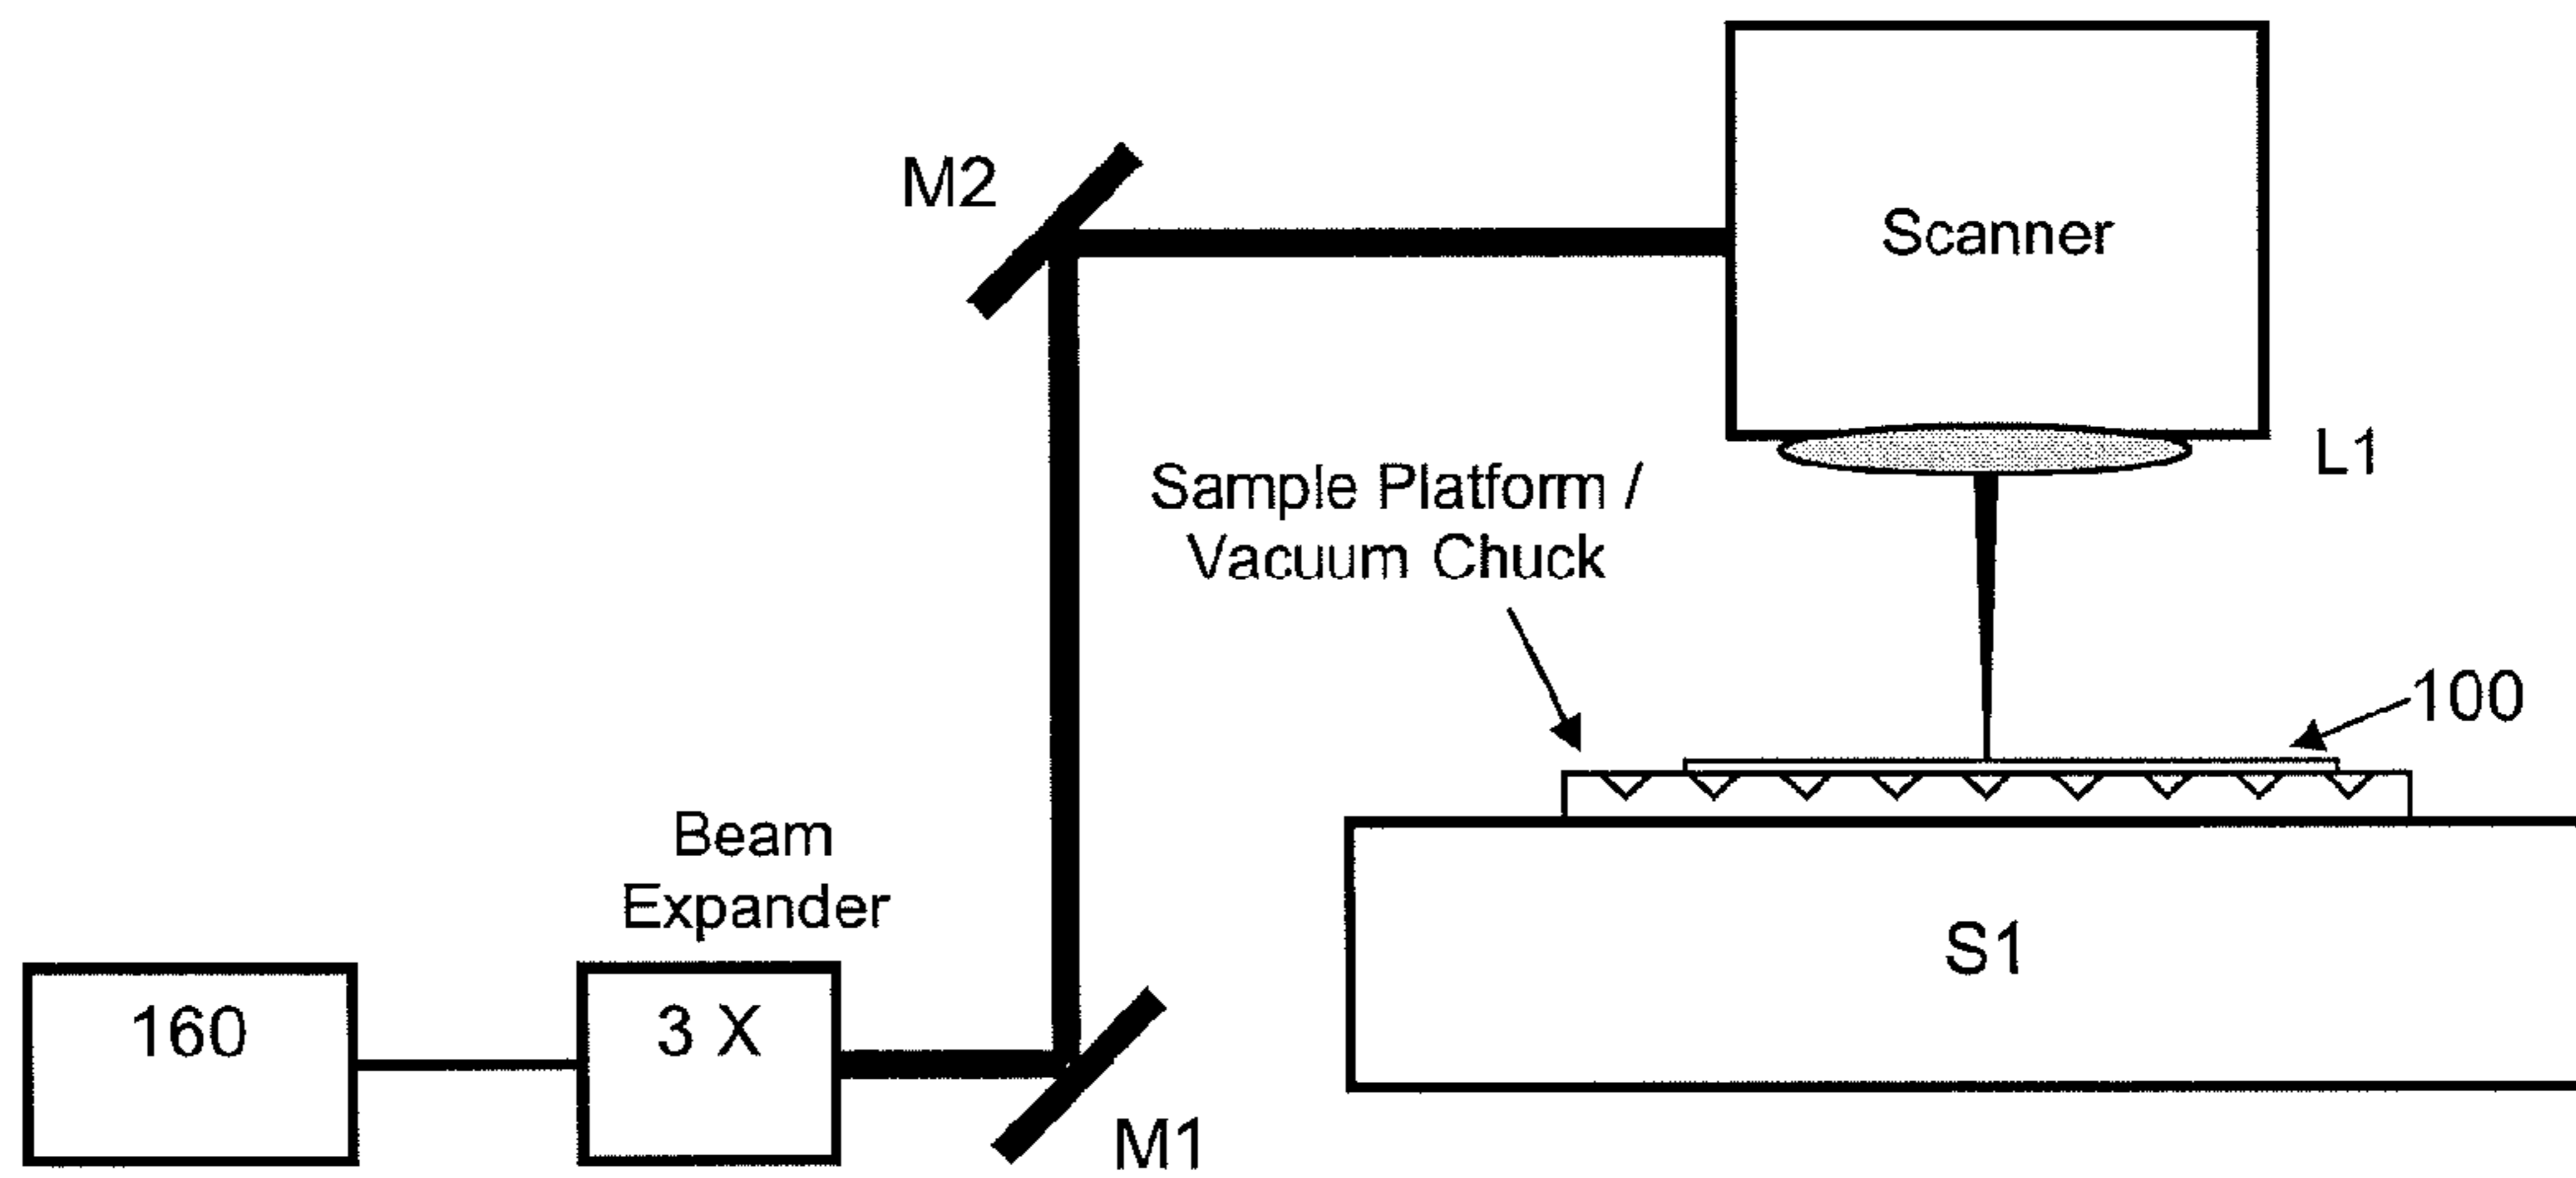 M2
Scanner
L1
Sample Platform /
Vacuum Chuck
100
Beam
Expander
S1
160
3 X
M1